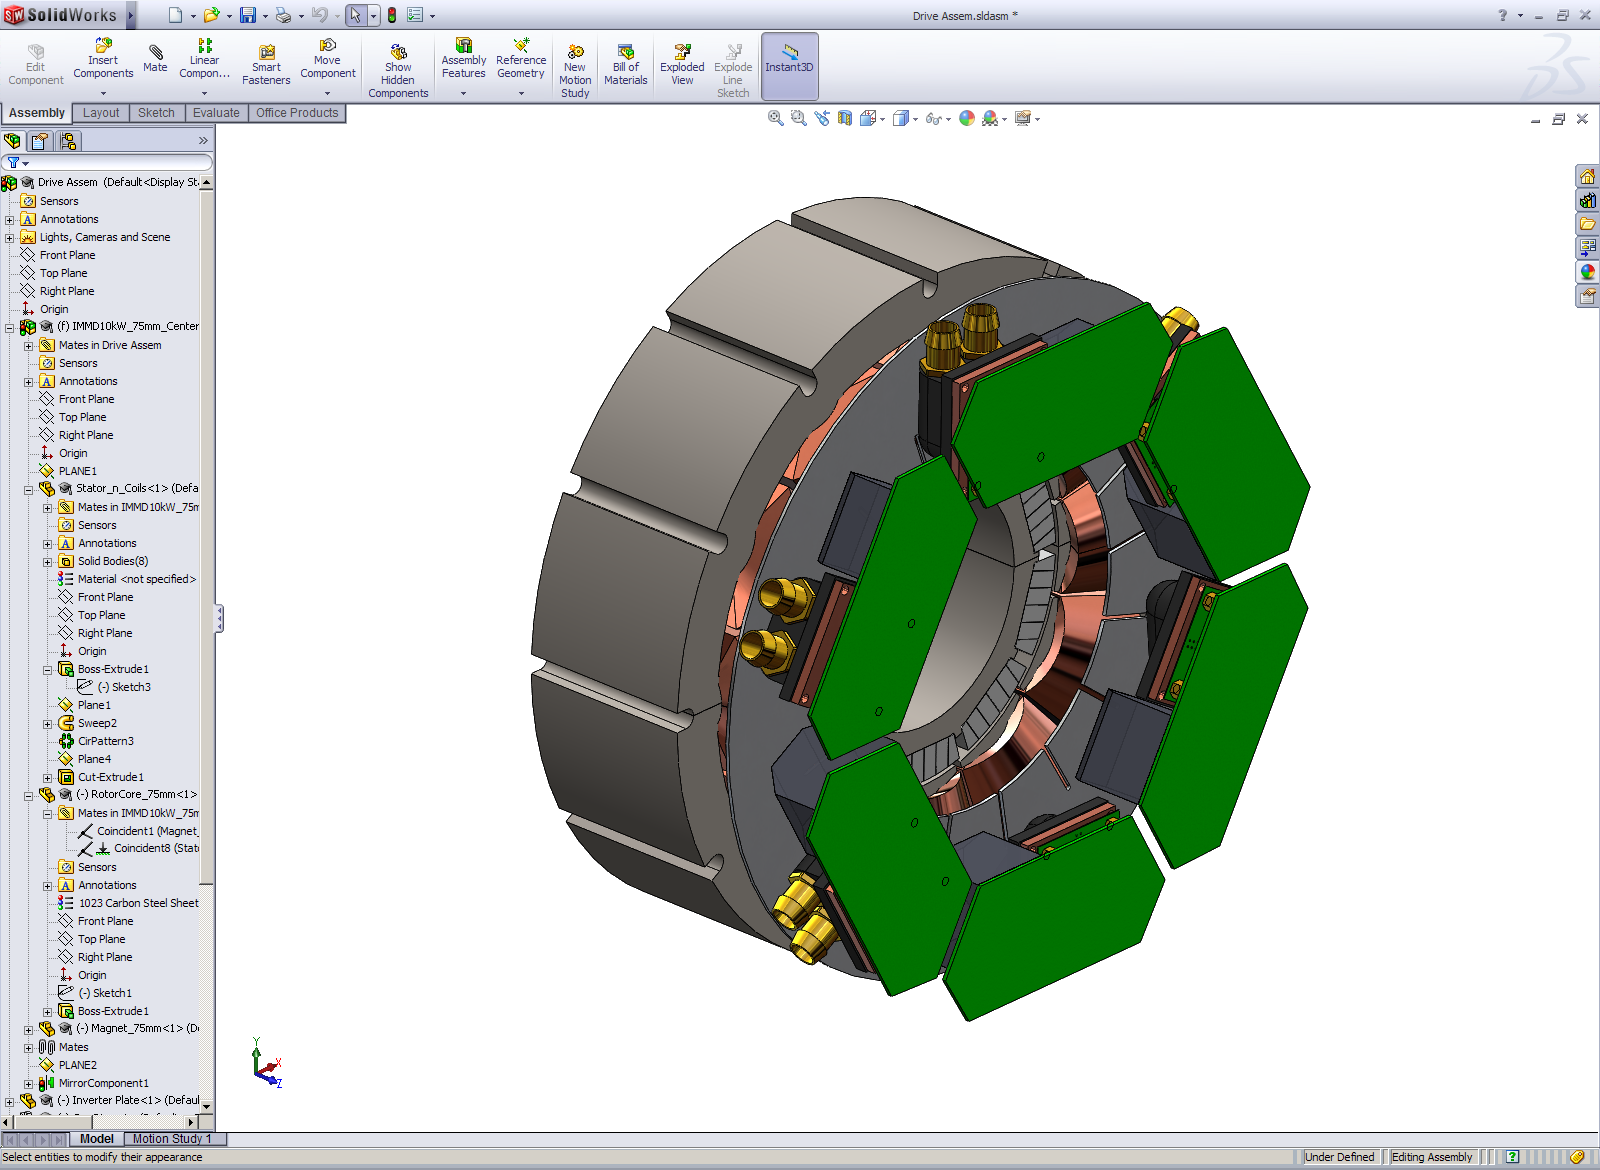 SolidWorks
Drive Assem.sldasm *
Edit Component
Insert Components
Mate
Linear Compon...
Smart Fasteners
Move Component
Show Hidden Components
Assembly Features
Reference Geometry
New Motion Study
Bill of Materials
Exploded View
Explode Line Sketch
Instant3D
Assembly Layout Sketch Evaluate Office Products
Drive Assem (Default<Display St
Sensors
Annotations
Lights, Cameras and Scene
Front Plane
Top Plane
Right Plane
Origin
(f) IMMD10kW_75mm_Center
Mates in Drive Assem
Sensors
Annotations
Front Plane
Top Plane
Right Plane
Origin
PLANE1
Stator_n_Coils<1> (Defa
Mates in IMMD10kW_75m
Sensors
Annotations
Solid Bodies(8)
Material <not specified>
Front Plane
Top Plane
Right Plane
Origin
Boss-Extrude1
(-) Sketch3
Plane1
Sweep2
CirPattern3
Plane4
Cut-Extrude1
(-) RotorCore_75mm<1>
Mates in IMMD10kW_75m
Coincident1 (Magnet_
Coincident8 (Stato
Sensors
Annotations
1023 Carbon Steel Sheet
Front Plane
Top Plane
Right Plane
Origin
(-) Sketch1
Boss-Extrude1
(-) Magnet_75mm<1> (De
Mates
PLANE2
MirrorComponent1
(-) Inverter Plate<1> (Defaul
Y
X
Z
Model Motion Study 1
Select entities to modify their appearance
Under Defined Editing Assembly